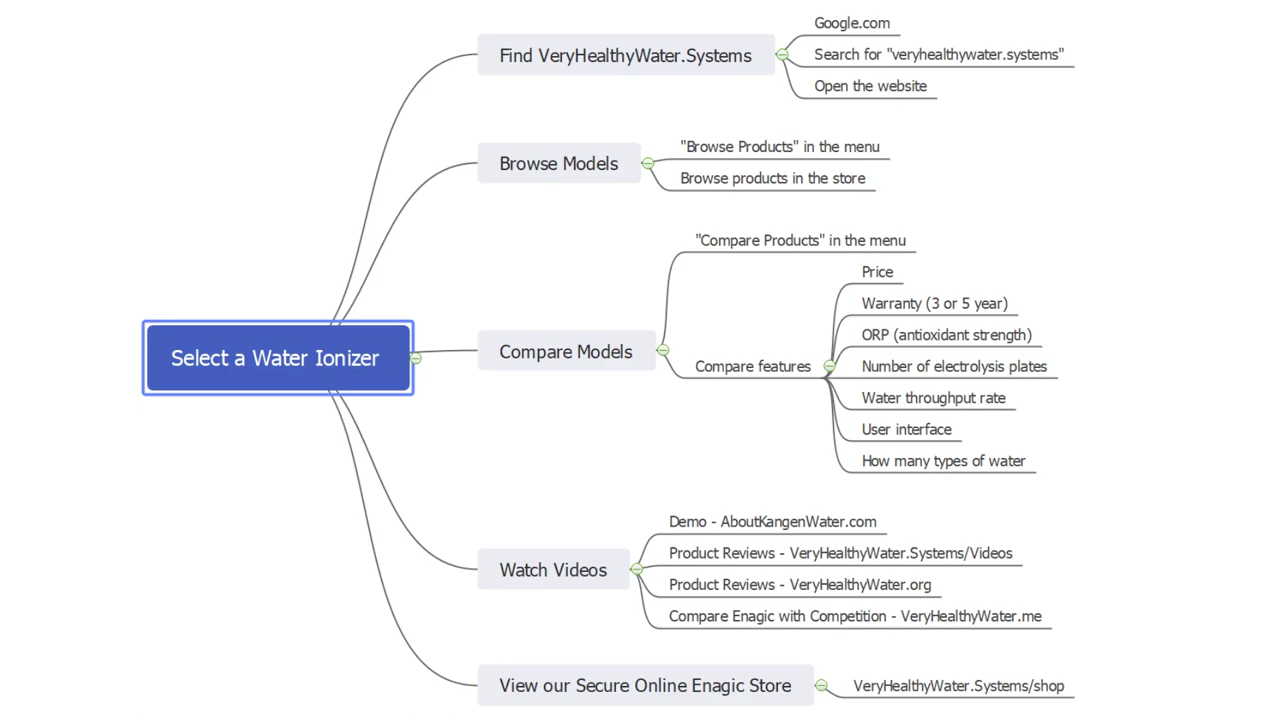 Select a Water Ionizer
Find VeryHealthyWater.Systems
Google.com
Search for "veryhealthywater.systems"
Open the website
Browse Models
"Browse Products" in the menu
Browse products in the store
Compare Models
"Compare Products" in the menu
Compare features
Price
Warranty (3 or 5 year)
ORP (antioxidant strength)
Number of electrolysis plates
Water throughput rate
User interface
How many types of water
Watch Videos
Demo - AboutKangenWater.com
Product Reviews - VeryHealthyWater.Systems/Videos
Product Reviews - VeryHealthyWater.org
Compare Enagic with Competition - VeryHealthyWater.me
View our Secure Online Enagic Store
VeryHealthyWater.Systems/shop